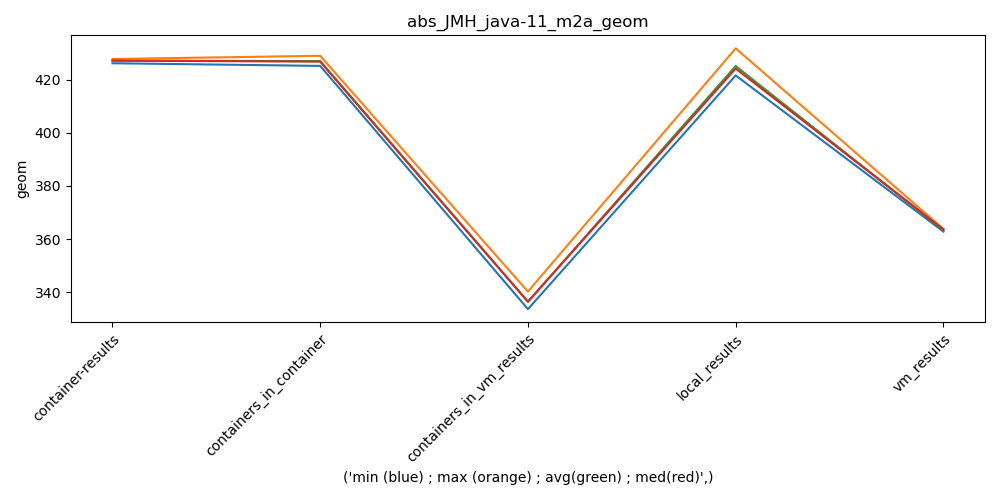 abs_JMH_java-11_m2a_geom
geom
420
400
380
360
340
container-results
containers_in_container
containers_in_vm_results
local_results
vm_results
('min (blue) ; max (orange) ; avg(green) ; med(red)',)